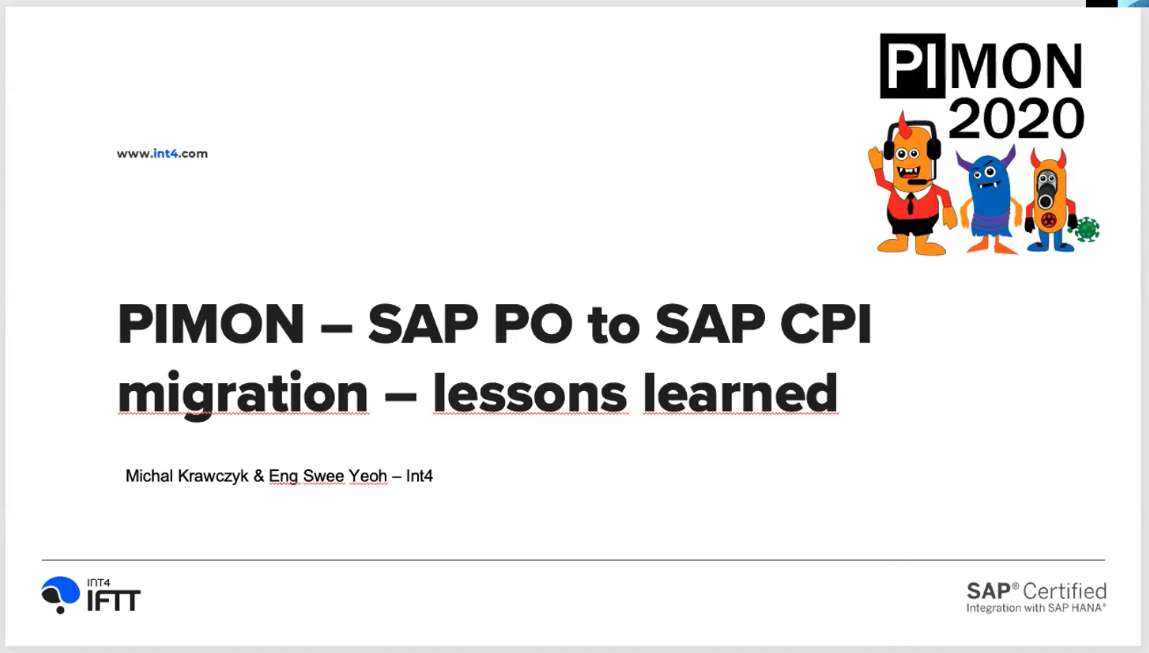 PIMON
2020
www.int4.com
PIMON – SAP PO to SAP CPI
migration – lessons learned
Michal Krawczyk & Eng Swee Yeoh – Int4
INT4
IFTT
SAP® Certified
Integration with SAP HANA®